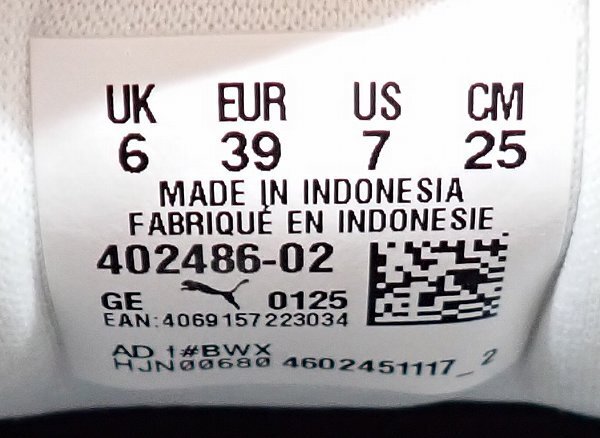 UK EUR US CM
6 39 7 25
MADE IN INDONESIA
FABRIQUÉ EN INDONESIE
402486-02
GE 0125
EAN:4069157223034
AD 1#BWX
HJN00680 4602451117_2